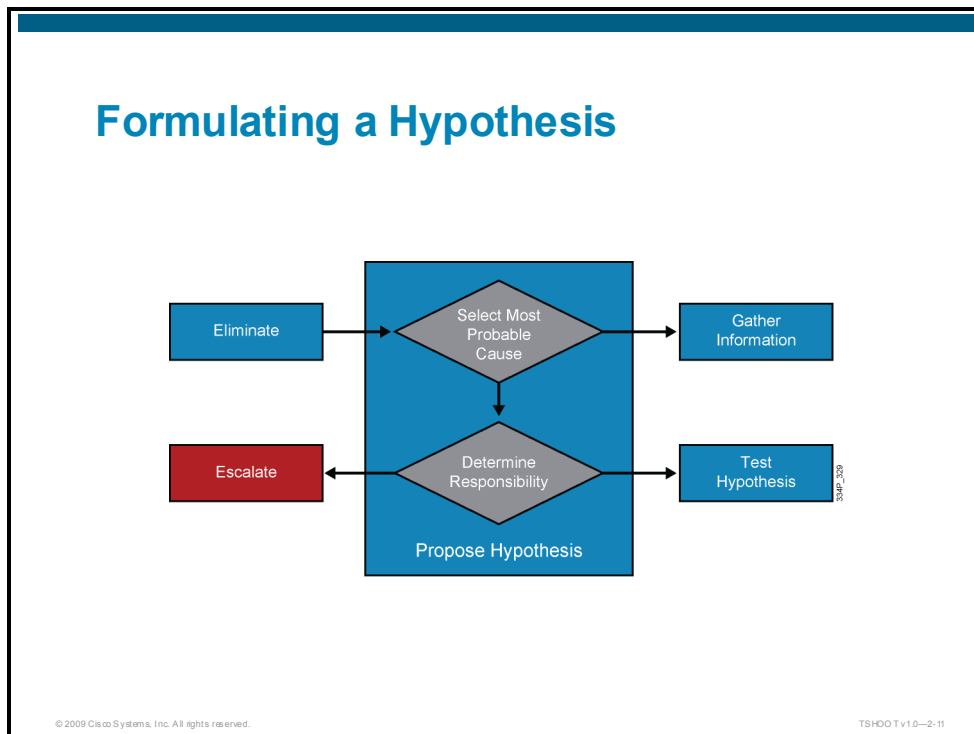 Formulating a Hypothesis
Eliminate
Select Most
Probable
Cause
Gather
Information
Escalate
Determine
Responsibility
Test
Hypothesis
334P_329
Propose Hypothesis
© 2009 Cisco Systems, Inc. All rights reserved.
TSHOOT v1.0—2-11